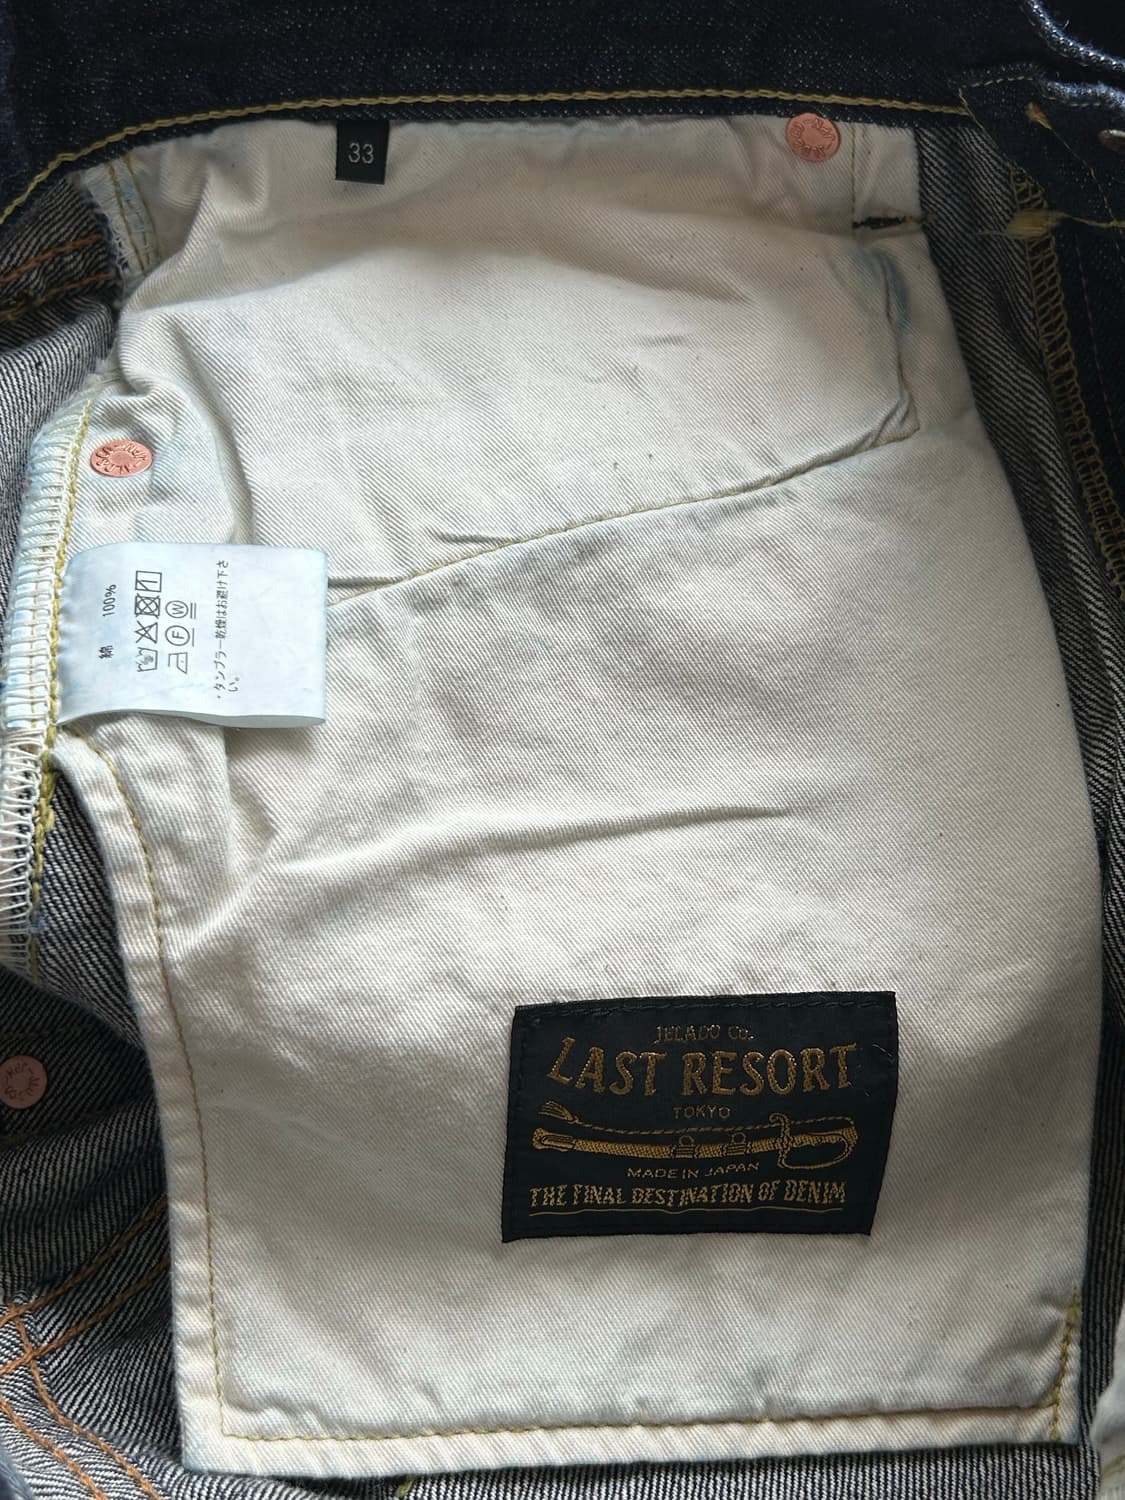 33
綿 100%
F W
・タンブラー乾燥はお避け下さ
い。
JELADO Co.
LAST RESORT
TOKYO
MADE IN JAPAN
THE FINAL DESTINATION OF DENIM